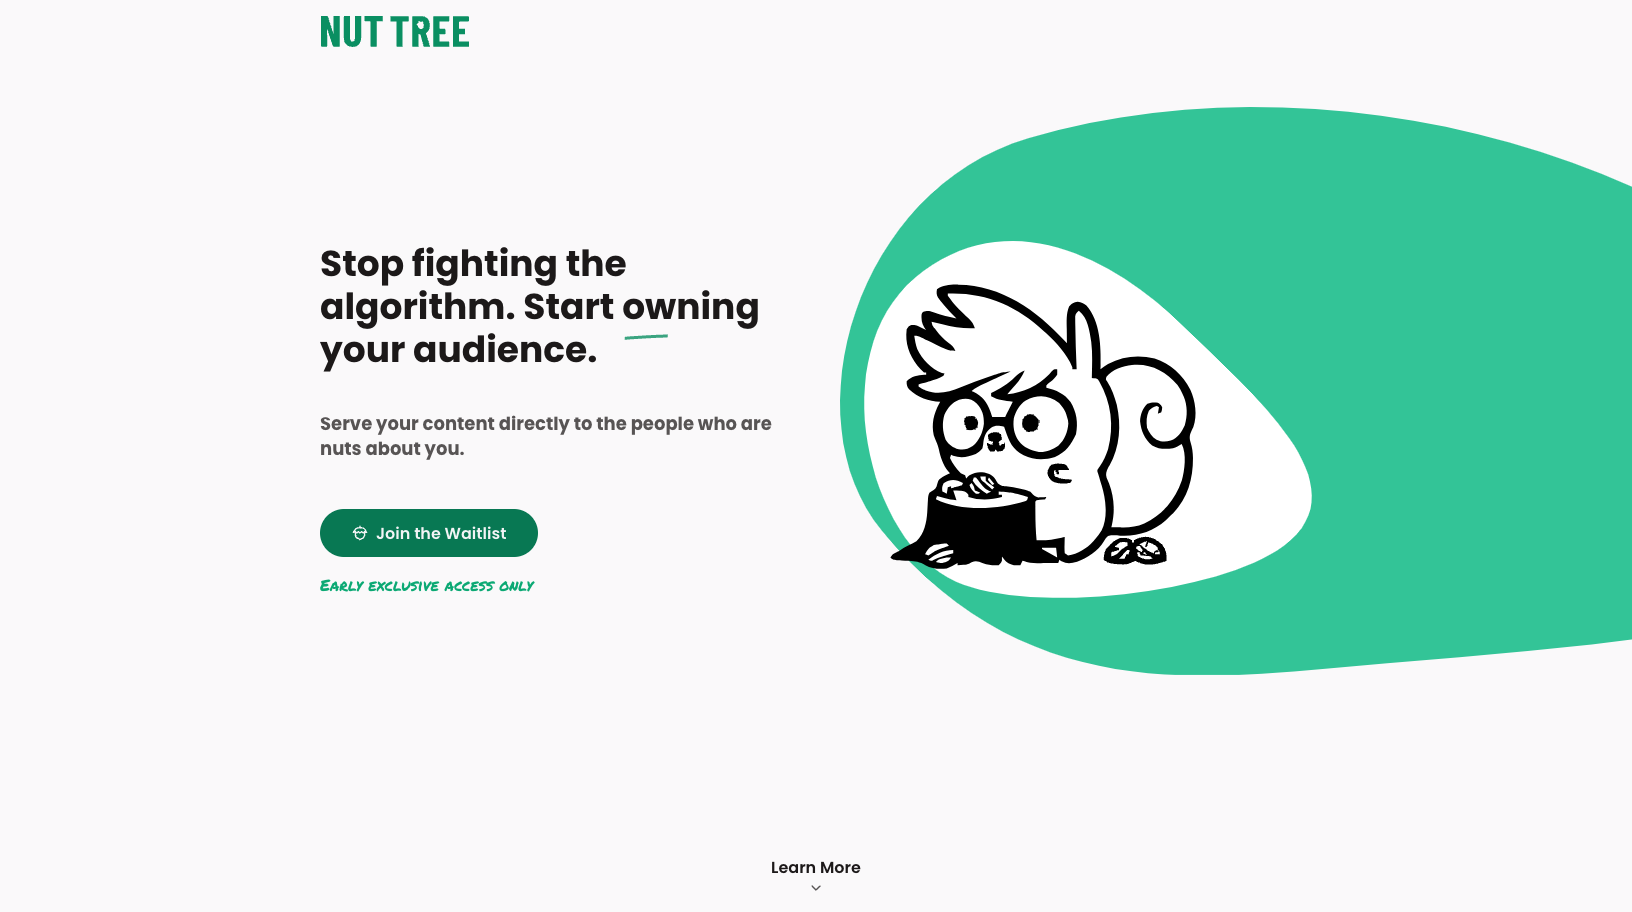 NUT TREE
Stop fighting the
algorithm. Start owning
your audience.
Serve your content directly to the people who are
nuts about you.
Join the Waitlist
Early exclusive access only
Learn More